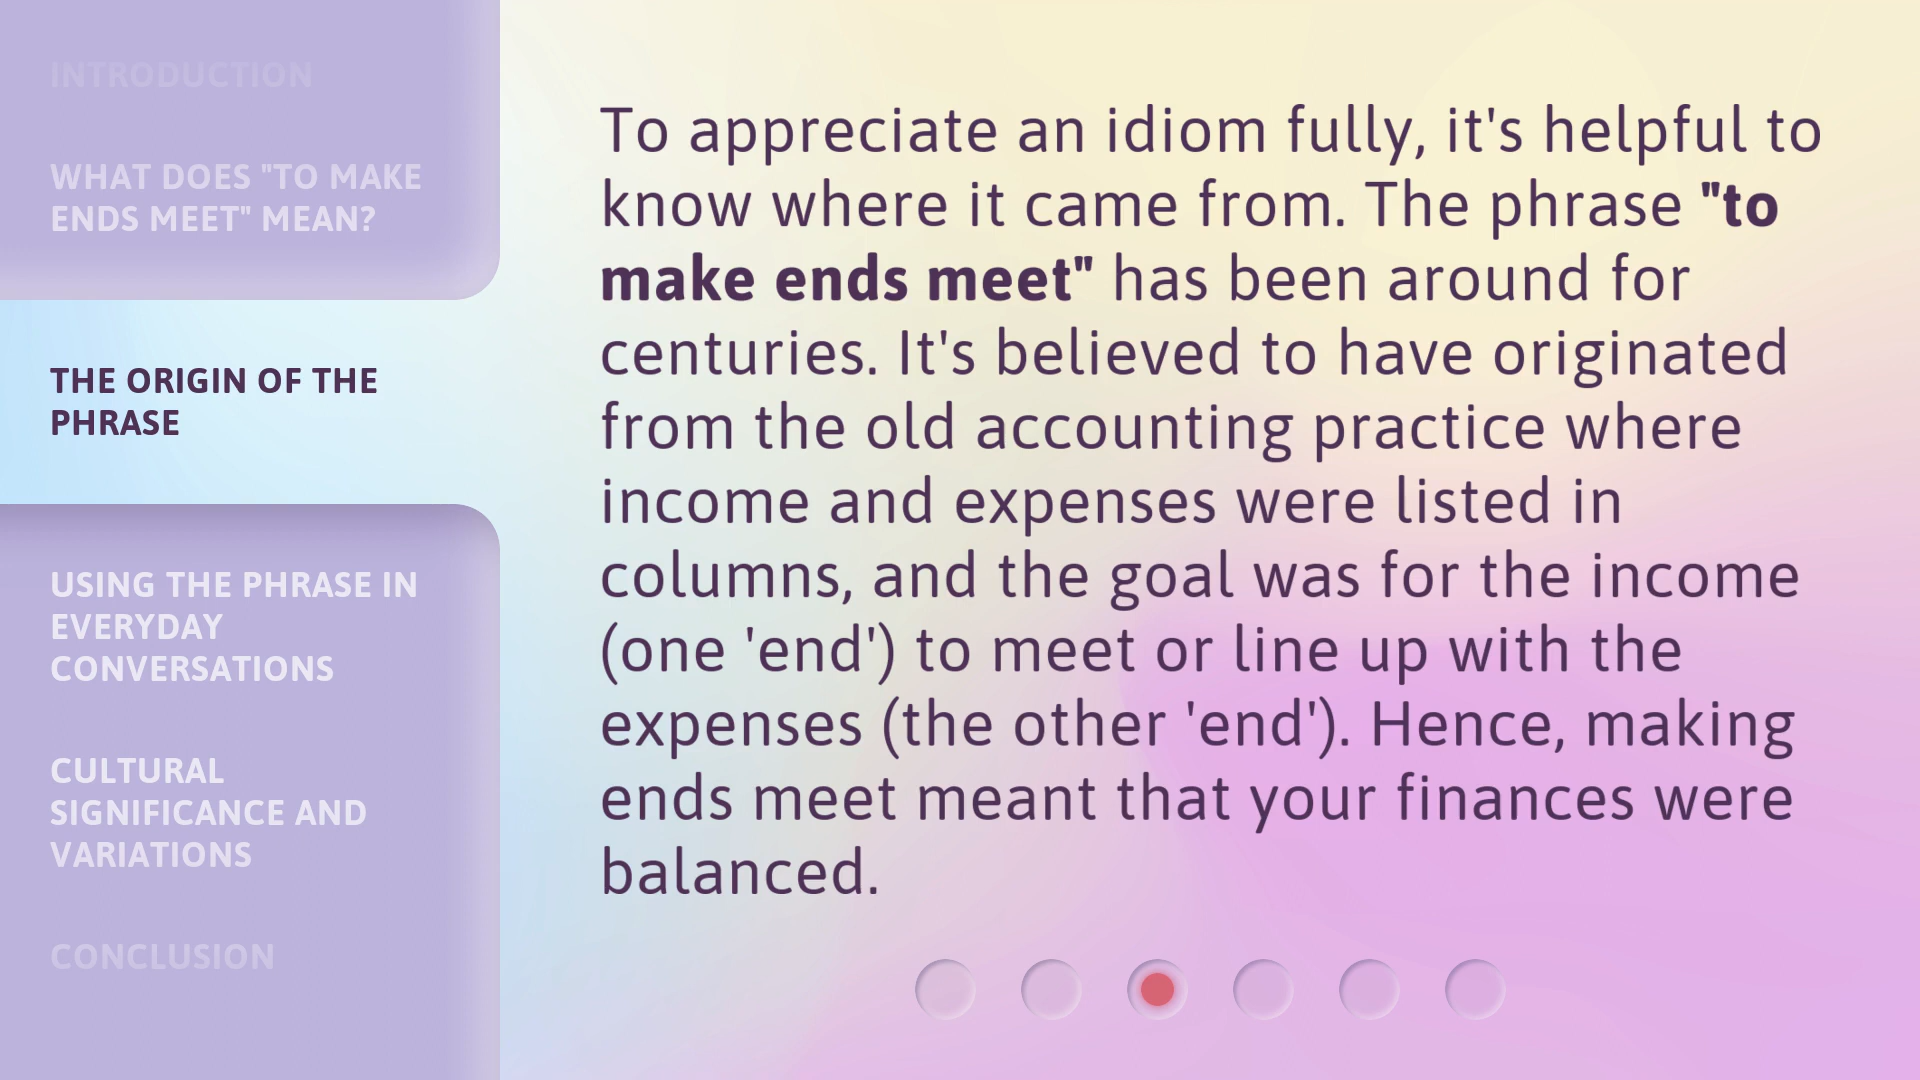 INTRODUCTION
WHAT DOES "TO MAKE
ENDS MEET" MEAN?
THE ORIGIN OF THE
PHRASE
USING THE PHRASE IN
EVERYDAY
CONVERSATIONS
CULTURAL
SIGNIFICANCE AND
VARIATIONS
CONCLUSION
To appreciate an idiom fully, it's helpful to
know where it came from. The phrase "to
make ends meet" has been around for
centuries. It's believed to have originated
from the old accounting practice where
income and expenses were listed in
columns, and the goal was for the income
(one 'end') to meet or line up with the
expenses (the other 'end'). Hence, making
ends meet meant that your finances were
balanced.